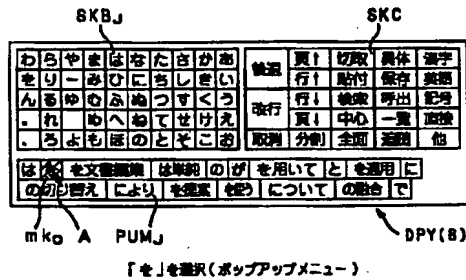 SKB_J
SKC
わ ら や ま は な た さ か あ
を り ー み ひ に ち し き い
ん る ゆ む ふ ぬ つ す く う
。 れ め へ ね て せ け え
、 ろ よ も ほ の と そ こ お
後退 頁↑ 切取 具体 漢字
行↑ 貼付 保存 英語
改行 行↓ 検索 呼出 記号
頁↓ 中心 一覧 直接
取消 分割 全面 追跡 他
は を文書編集 は単純 の が を用いて と を適用 に
の切り替え により を提案 を使う について の融合 で
mk₀ A PUM_J DPY(8)
「を」を選択(ポップアップメニュー)